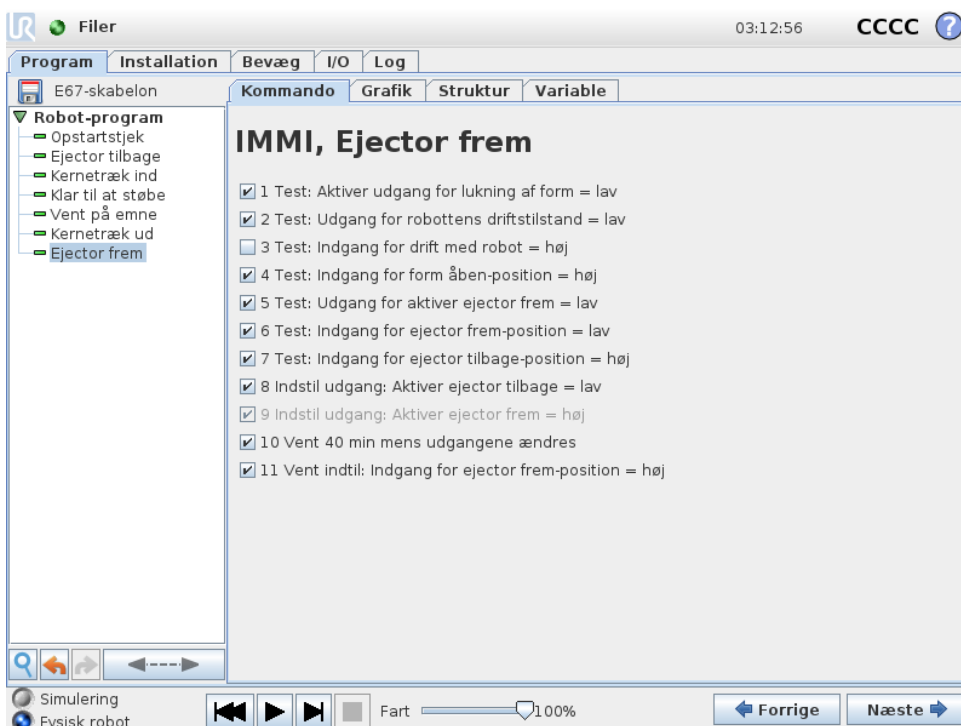 UR Filer 03:12:56 CCCC ?
Program Installation Bevæg I/O Log
E67-skabelon
Kommando Grafik Struktur Variable
Robot-program
Opstartstjek
Ejector tilbage
Kernetræk ind
Klar til at støbe
Vent på emne
Kernetræk ud
Ejector frem
IMMI, Ejector frem
1 Test: Aktiver udgang for lukning af form = lav
2 Test: Udgang for robottens driftstilstand = lav
3 Test: Indgang for drift med robot = høj
4 Test: Indgang for form åben-position = høj
5 Test: Udgang for aktiver ejector frem = lav
6 Test: Indgang for ejector frem-position = lav
7 Test: Indgang for ejector tilbage-position = høj
8 Indstil udgang: Aktiver ejector tilbage = lav
9 Indstil udgang: Aktiver ejector frem = høj
10 Vent 40 min mens udgangene ændres
11 Vent indtil: Indgang for ejector frem-position = høj
Simulering
Fysisk robot
Fart 100%
Forrige Næste